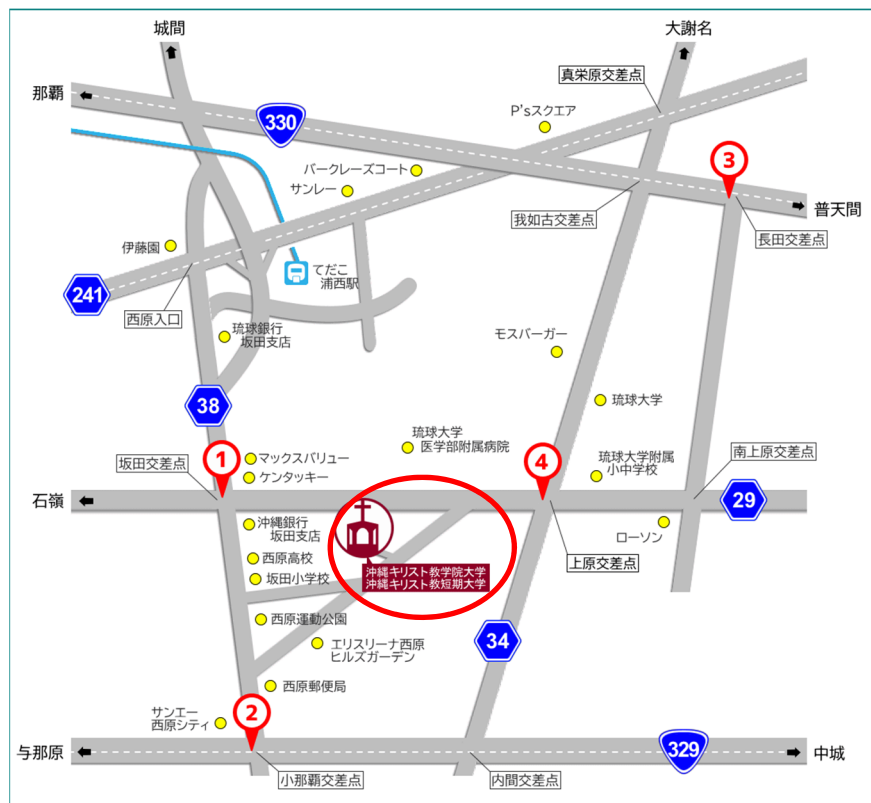 城間
大謝名
真栄原交差点
那覇
330
P'sスクエア
3
バークレーズコート
サンレー
我如古交差点
普天間
長田交差点
伊藤園
てだこ
浦西駅
241
西原入口
琉球銀行
坂田支店
モスバーガー
38
琉球大学
琉球大学
医学部附属病院
坂田交差点
1
マックスバリュー
ケンタッキー
4
琉球大学附属
小中学校
南上原交差点
石嶺
29
沖縄銀行
坂田支店
西原高校
坂田小学校
沖縄キリスト教学院大学
沖縄キリスト教短期大学
上原交差点
ローソン
西原運動公園
エリスリーナ西原
ヒルズガーデン
34
西原郵便局
サンエー
西原シティ
2
与那原
329
中城
小那覇交差点
内間交差点